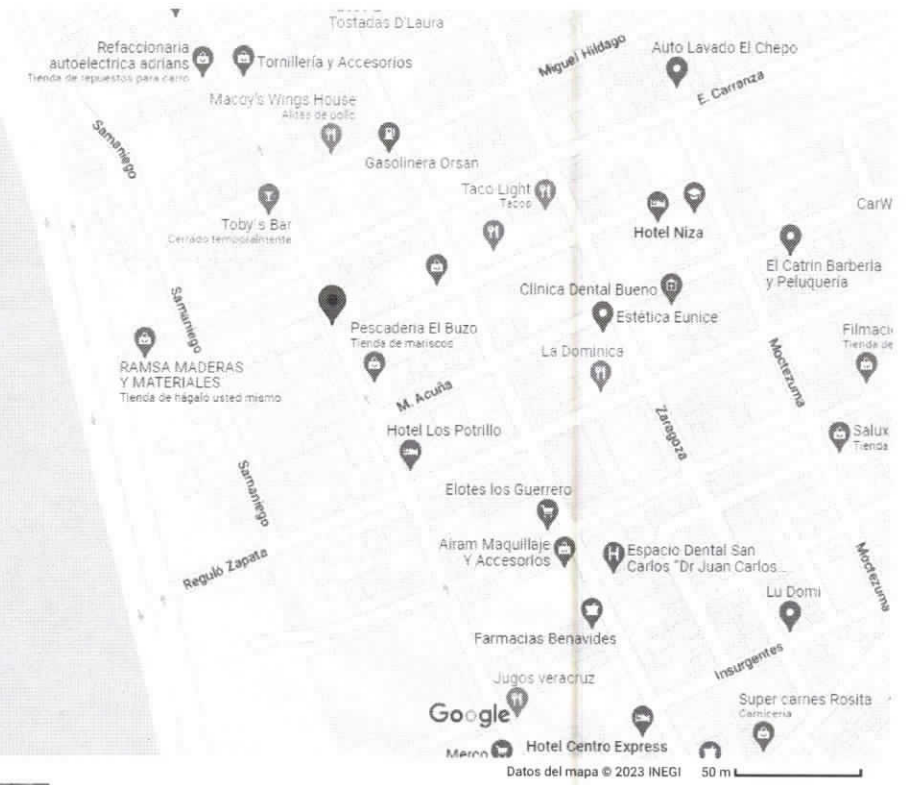 Tostadas D'Laura
Refaccionaria
autoelectrica adrians
Tienda de repuestos para carro
Tornillería y Accesorios
Miguel Hildago
Auto Lavado El Chepo
E. Carranza
Macoy's Wings House
Alitas de pollo
Samaniego
Gasolinera Orsan
Taco Light
Tacos
Toby's Bar
Cerrado temporalmente
Hotel Niza
CarW
El Catrin Barberia
y Peluquería
Clinica Dental Bueno
Samaniego
Estética Eunice
Pescaderia El Buzo
Tienda de mariscos
La Dominica
Moctezuma
Filmaci
Tienda de
RAMSA MADERAS
Y MATERIALES
Tienda de hágalo usted mismo
M. Acuña
Zaragoza
Hotel Los Potrillo
Salux
Tienda
Samaniego
Elotes los Guerrero
Airam Maquillaje
Y Accesorios
Espacio Dental San
Carlos "Dr Juan Carlos...
Reguló Zapata
Moctezuma
Lu Domi
Farmacias Benavides
Insurgentes
Jugos veracruz
Google
Super carnes Rosita
Carniceria
Merco
Hotel Centro Express
Datos del mapa © 2023 INEGI 50 m